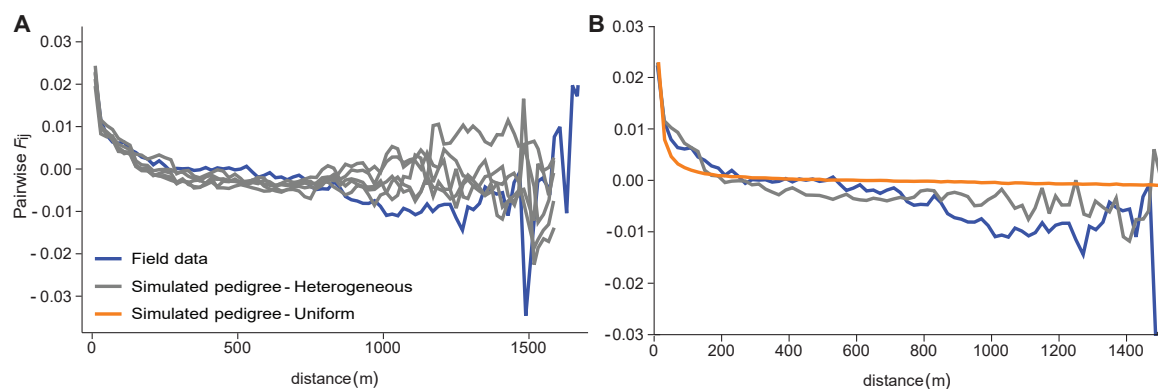 A
B
0.03
0.02
0.01
0.00
-0.01
-0.02
-0.03
Pairwise Fij
Field data
Simulated pedigree - Heterogeneous
Simulated pedigree - Uniform
0 500 1000 1500
distance(m)
0.03
0.02
0.01
0.00
-0.01
-0.02
-0.03
0 200 400 600 800 1000 1200 1400
distance(m)